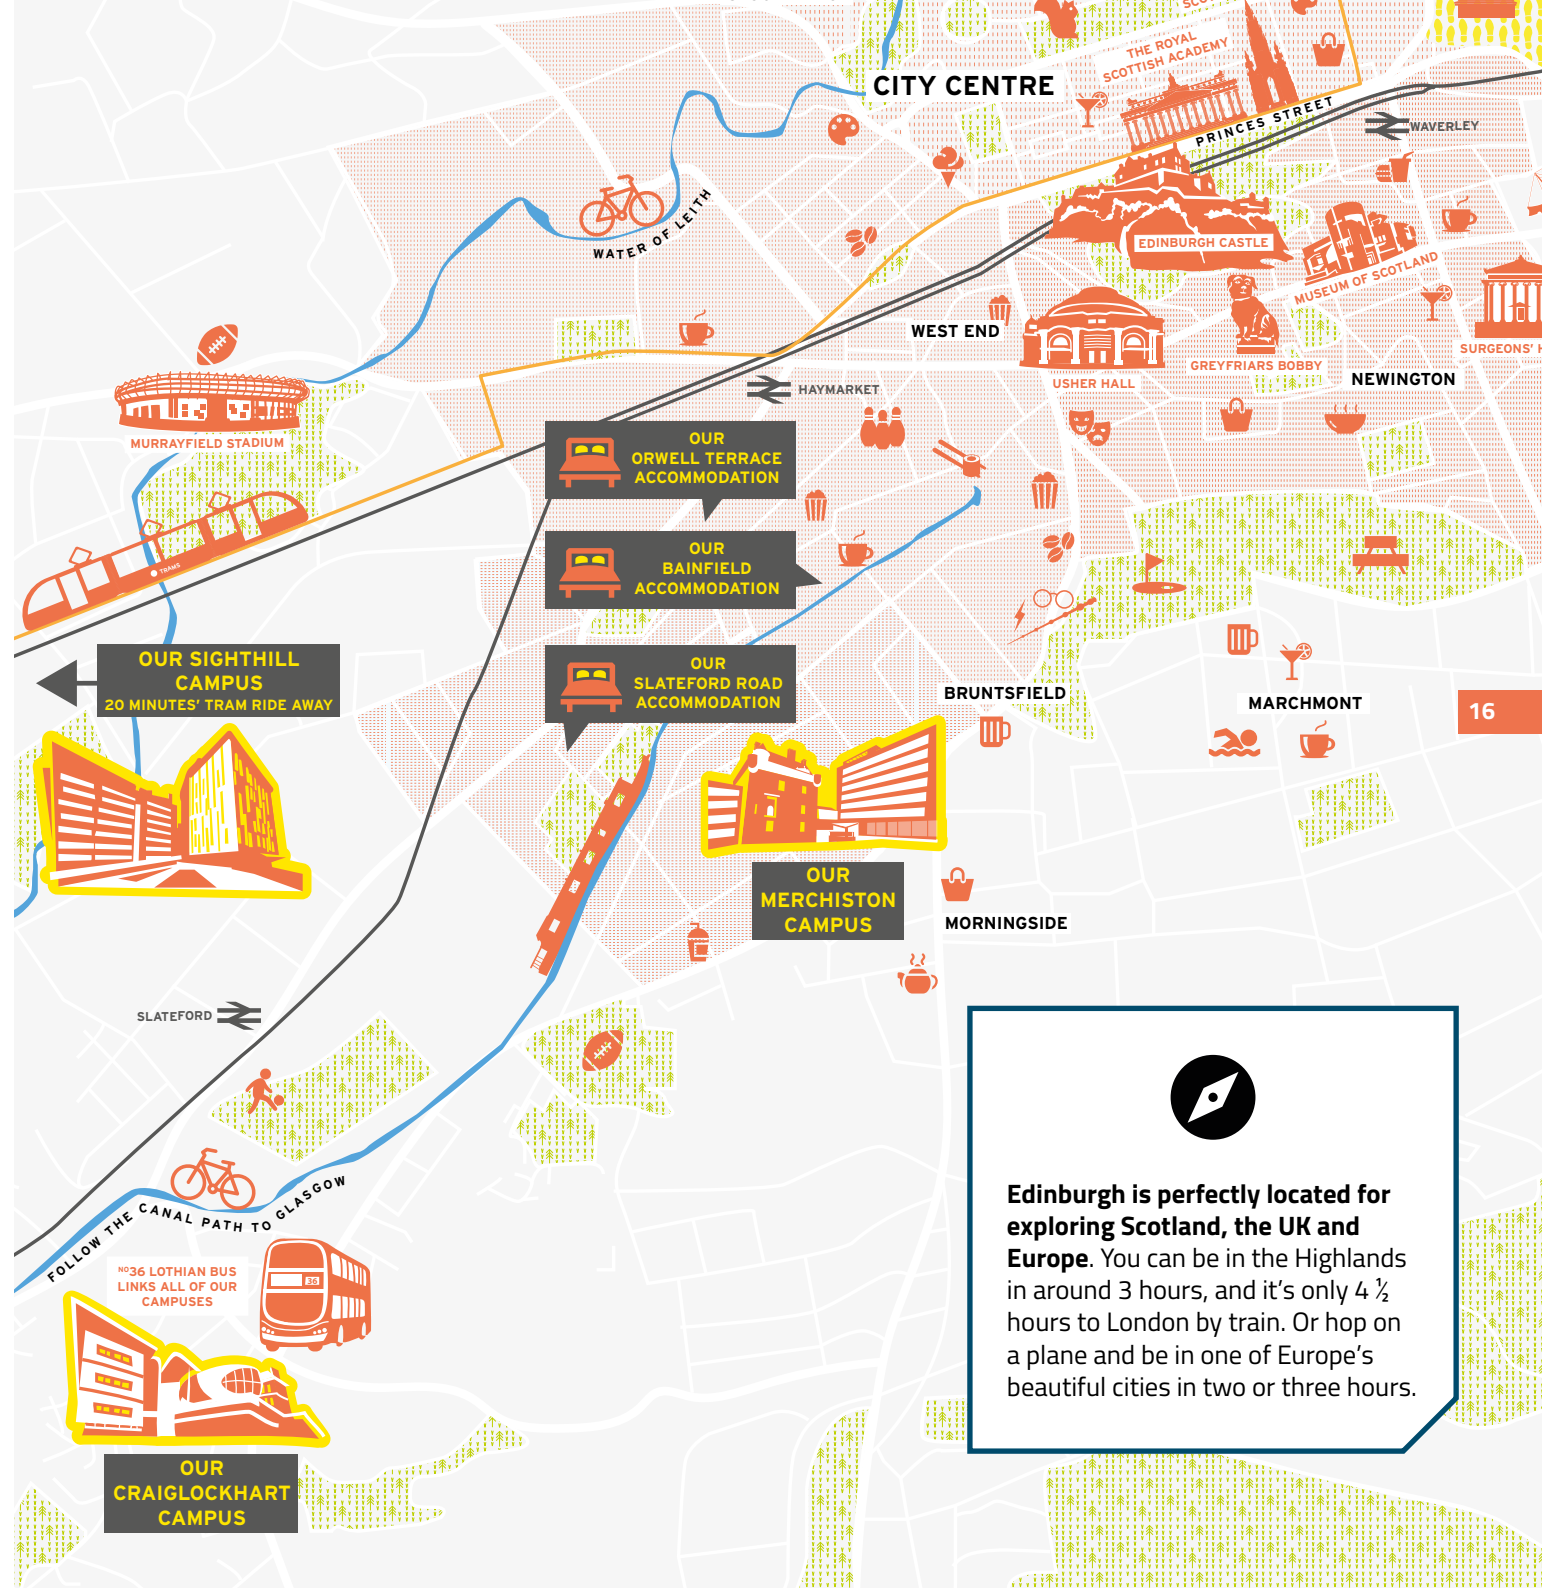 SCO
THE ROYAL
SCOTTISH ACADEMY
CITY CENTRE
PRINCES STREET
WAVERLEY
WATER OF LEITH
EDINBURGH CASTLE
MUSEUM OF SCOTLAND
WEST END
USHER HALL
GREYFRIARS BOBBY
SURGEONS' H
NEWINGTON
HAYMARKET
MURRAYFIELD STADIUM
OUR
ORWELL TERRACE
ACCOMMODATION
TRAMS
OUR
BAINFIELD
ACCOMMODATION
OUR SIGHTHILL
CAMPUS
20 MINUTES' TRAM RIDE AWAY
OUR
SLATEFORD ROAD
ACCOMMODATION
BRUNTSFIELD
MARCHMONT
16
OUR
MERCHISTON
CAMPUS
MORNINGSIDE
SLATEFORD
FOLLOW THE CANAL PATH TO GLASGOW
Nº36 LOTHIAN BUS
LINKS ALL OF OUR
CAMPUSES
36
OUR
CRAIGLOCKHART
CAMPUS
Edinburgh is perfectly located for
exploring Scotland, the UK and
Europe. You can be in the Highlands
in around 3 hours, and it's only 4 ½
hours to London by train. Or hop on
a plane and be in one of Europe's
beautiful cities in two or three hours.